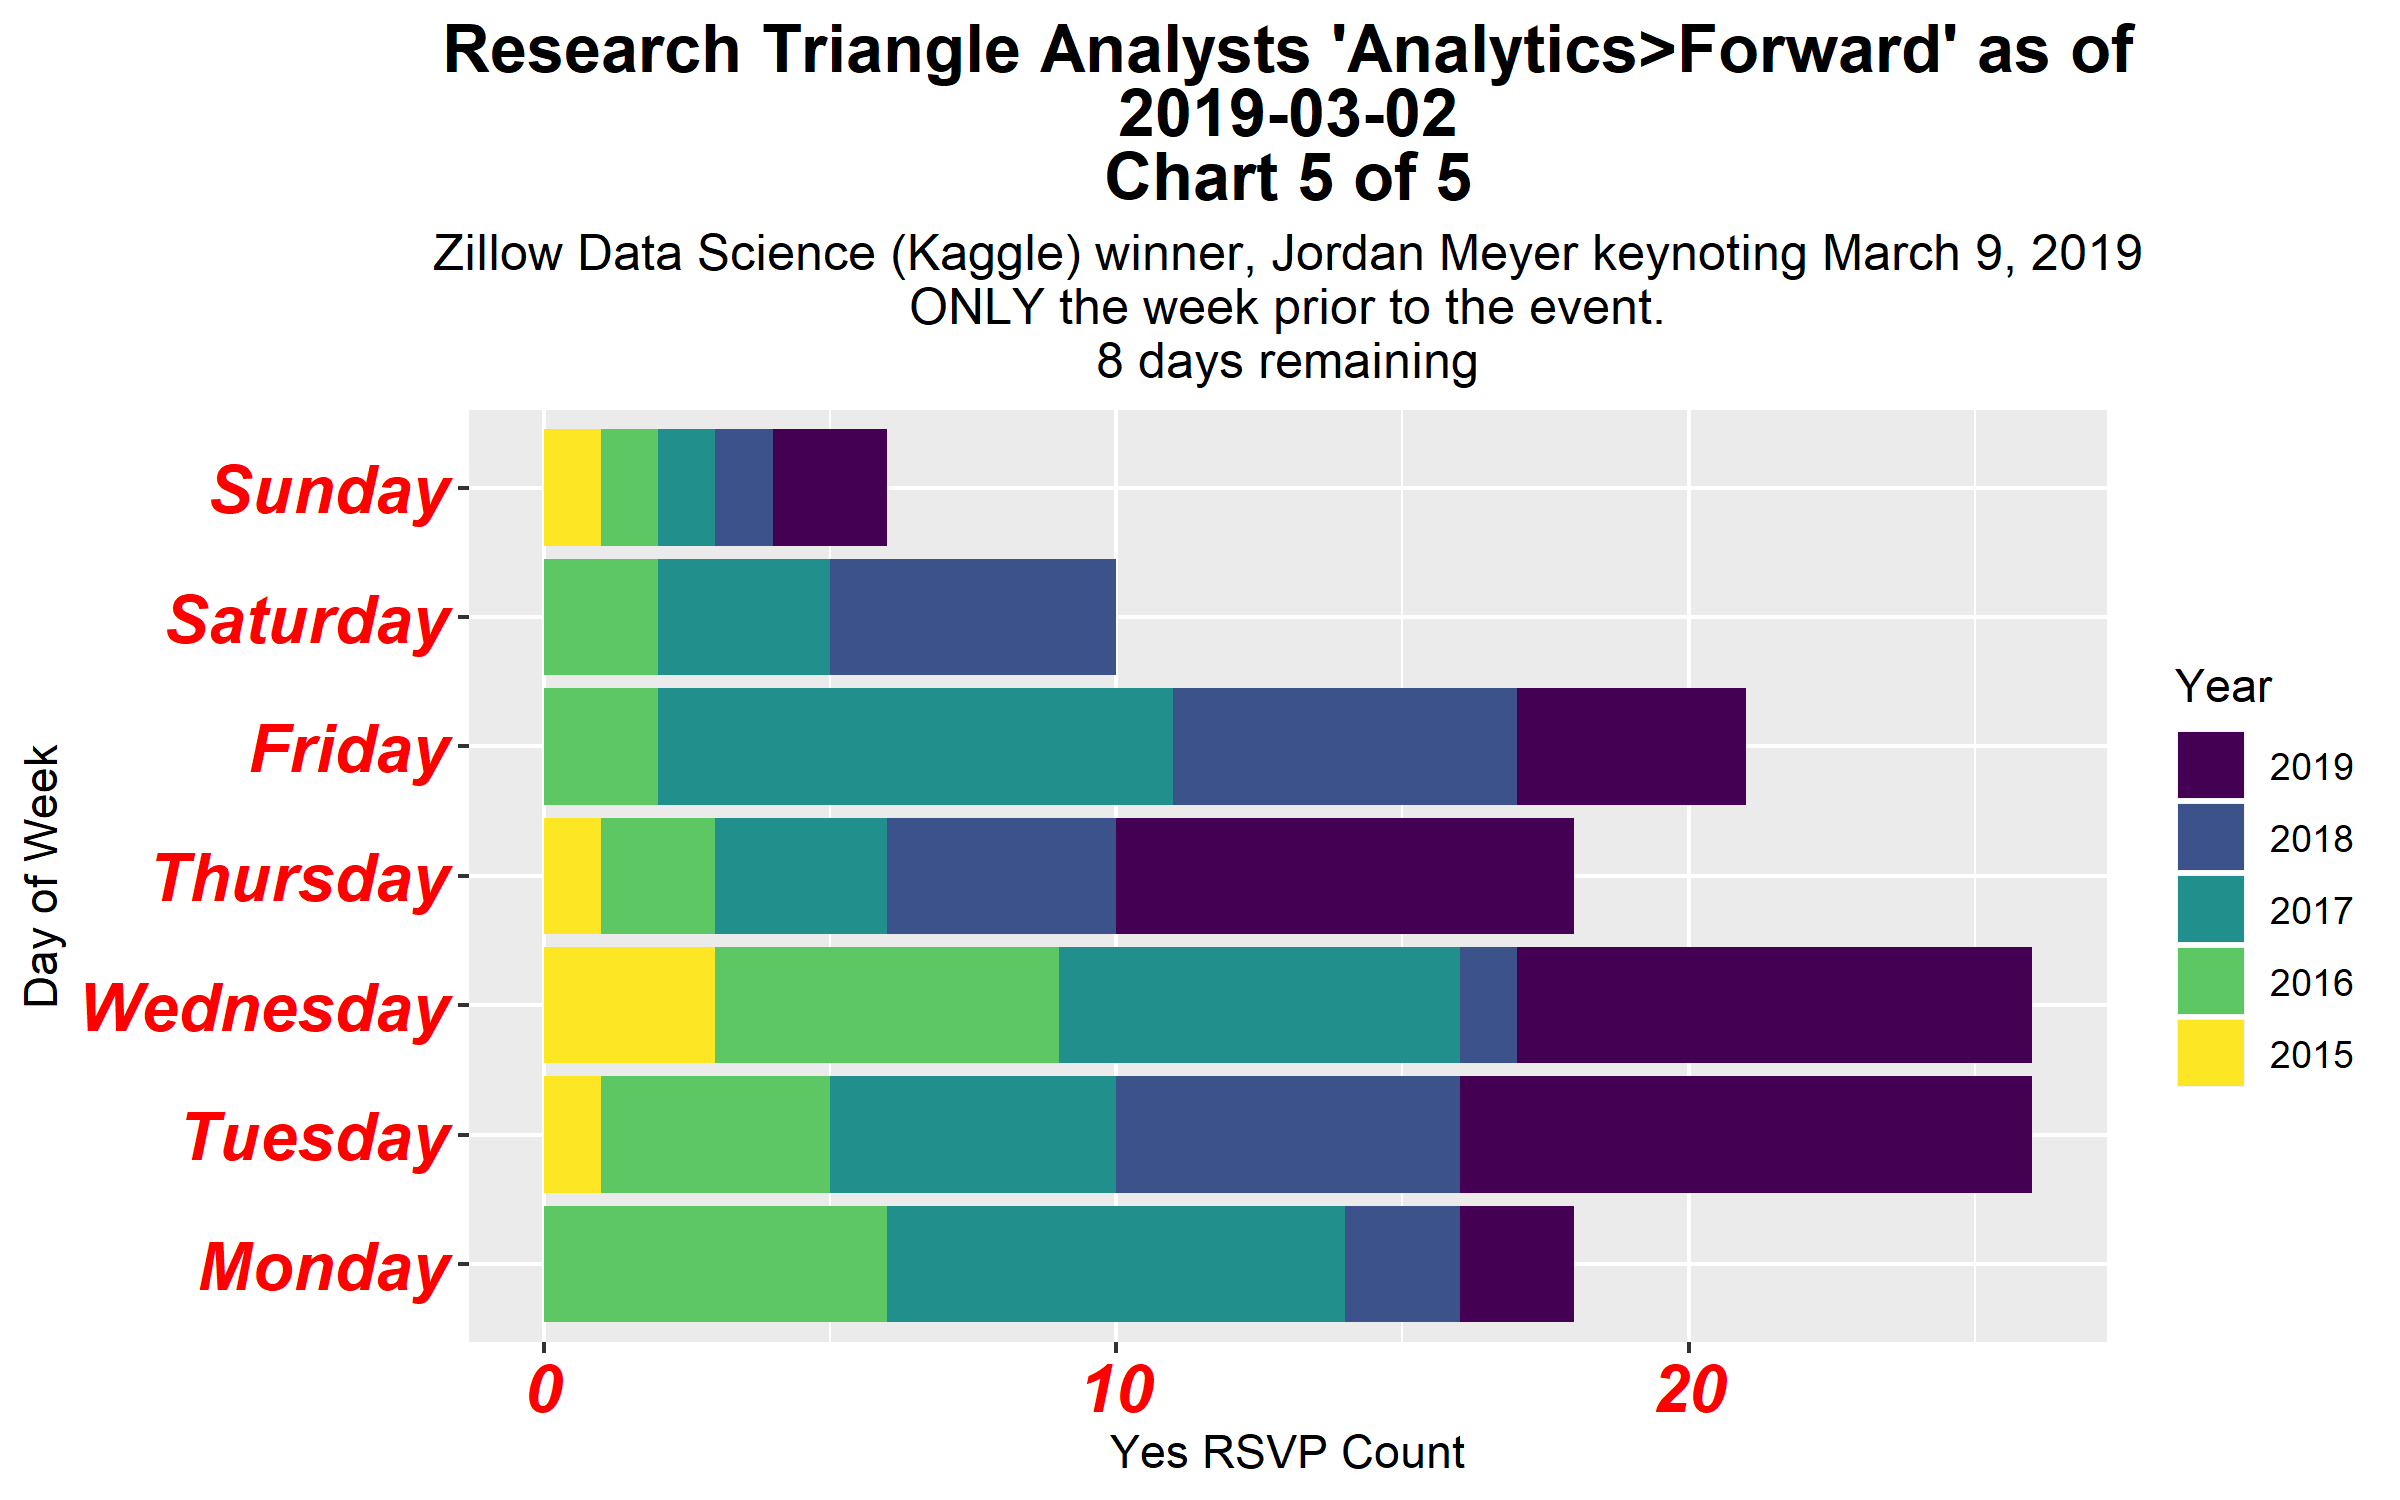 Research Triangle Analysts 'Analytics>Forward' as of
2019-03-02
Chart 5 of 5
Zillow Data Science (Kaggle) winner, Jordan Meyer keynoting March 9, 2019
ONLY the week prior to the event.
8 days remaining
Day of Week
Sunday
Saturday
Friday
Thursday
Wednesday
Tuesday
Monday
0 10 20
Yes RSVP Count
Year
2019
2018
2017
2016
2015